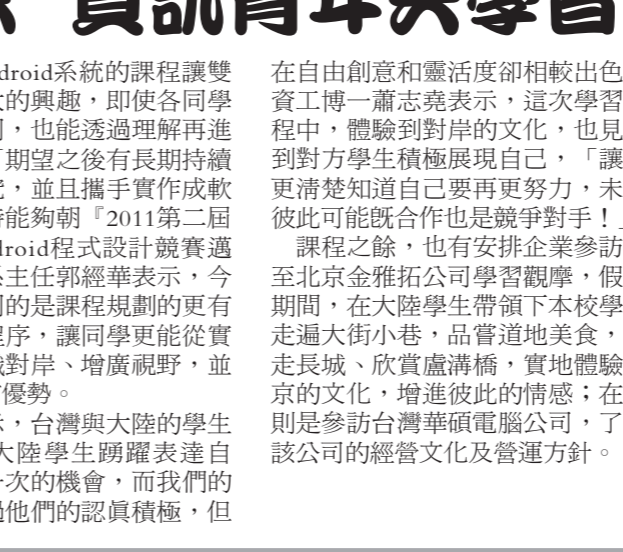 資訊青年共學習
droid系統的課程讓雙
的興趣，即使各同學
，也能透過理解再進
期望之後有長期持續
，並且攜手實作成軟
能夠朝『2011第二屆
droid程式設計競賽邁
主任郭經華表示，今
的是課程規劃的更有
程序，讓同學更能從實
對岸、增廣視野，並
優勢。
，台灣與大陸的學生
大陸學生踴躍表達自
一次的機會，而我們的
過他們的認真積極，但
在自由創意和靈活度卻相較出色
資工博一蕭志堯表示，這次學習
程中，體驗到對岸的文化，也見
到對方學生積極展現自己，「讓
更清楚知道自己要再更努力，未
彼此可能既合作也是競爭對手！」
課程之餘，也有安排企業參訪
至北京金雅拓公司學習觀摩，假
期間，在大陸學生帶領下本校學
走遍大街小巷，品嘗道地美食，
走長城、欣賞盧溝橋，實地體驗
京的文化，增進彼此的情感；在
則是參訪台灣華碩電腦公司，了
該公司的經營文化及營運方針。